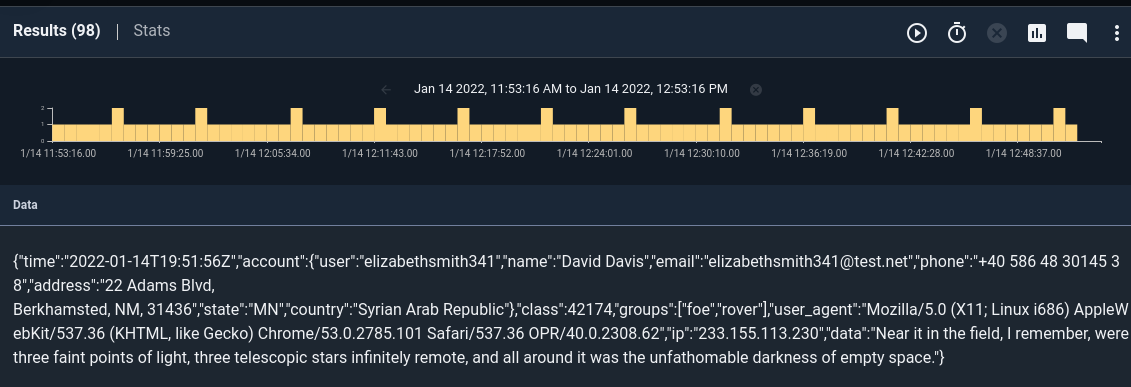 Results (98) | Stats
Jan 14 2022, 11:53:16 AM to Jan 14 2022, 12:53:16 PM
2
1
0
1/14 11:53:16.00 1/14 11:59:25.00 1/14 12:05:34.00 1/14 12:11:43.00 1/14 12:17:52.00 1/14 12:24:01.00 1/14 12:30:10.00 1/14 12:36:19.00 1/14 12:42:28.00 1/14 12:48:37.00
Data
{"time":"2022-01-14T19:51:56Z","account":{"user":"elizabethsmith341","name":"David Davis","email":"elizabethsmith341@test.net","phone":"+40 586 48 30145 3
8","address":"22 Adams Blvd,
Berkhamsted, NM, 31436","state":"MN","country":"Syrian Arab Republic"},"class":42174,"groups":["foe","rover"],"user_agent":"Mozilla/5.0 (X11; Linux i686) AppleW
ebKit/537.36 (KHTML, like Gecko) Chrome/53.0.2785.101 Safari/537.36 OPR/40.0.2308.62","ip":"233.155.113.230","data":"Near it in the field, I remember, were
three faint points of light, three telescopic stars infinitely remote, and all around it was the unfathomable darkness of empty space."}